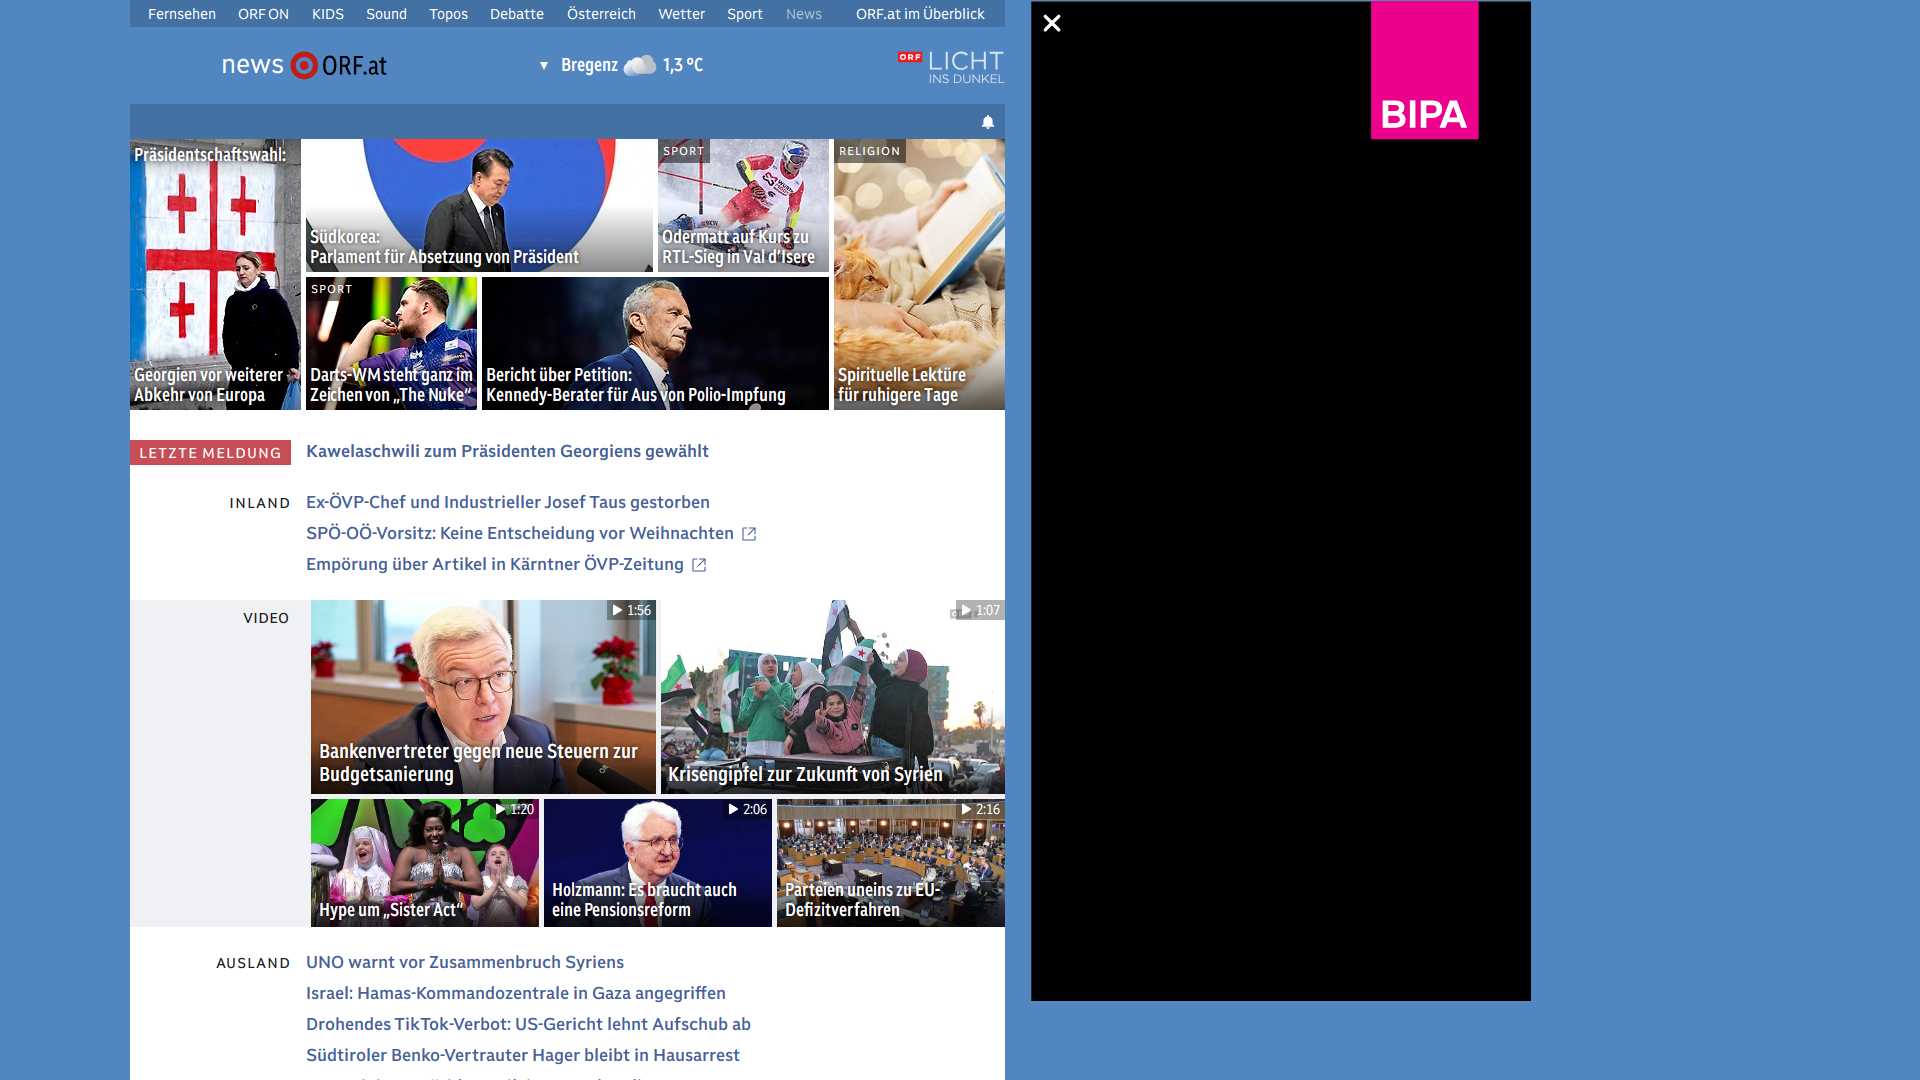 Fernsehen ORF ON KIDS Sound Topos Debatte Österreich Wetter Sport News ORF.at im Überblick
news ORF.at
Bregenz 1,3 °C
ORF LICHT
INS DUNKEL
BIPA
Präsidentschaftswahl:
Georgien vor weiterer
Abkehr von Europa
Südkorea:
Parlament für Absetzung von Präsident
SPORT
Odermatt auf Kurs zu
RTL-Sieg in Val d’Isere
RELIGION
Spirituelle Lektüre
für ruhigere Tage
SPORT
Darts-WM steht ganz im
Zeichen von „The Nuke“
Bericht über Petition:
Kennedy-Berater für Aus von Polio-Impfung
LETZTE MELDUNG
Kawelaschwili zum Präsidenten Georgiens gewählt
INLAND
Ex-ÖVP-Chef und Industrieller Josef Taus gestorben
SPÖ-OÖ-Vorsitz: Keine Entscheidung vor Weihnachten
Empörung über Artikel in Kärntner ÖVP-Zeitung
VIDEO
1:56
Bankenvertreter gegen neue Steuern zur
Budgetsanierung
1:07
Krisengipfel zur Zukunft von Syrien
1:20
Hype um „Sister Act“
2:06
Holzmann: Es braucht auch
eine Pensionsreform
2:16
Parteien uneins zu EU-
Defizitverfahren
AUSLAND
UNO warnt vor Zusammenbruch Syriens
Israel: Hamas-Kommandozentrale in Gaza angegriffen
Drohendes TikTok-Verbot: US-Gericht lehnt Aufschub ab
Südtiroler Benko-Vertrauter Hager bleibt in Hausarrest